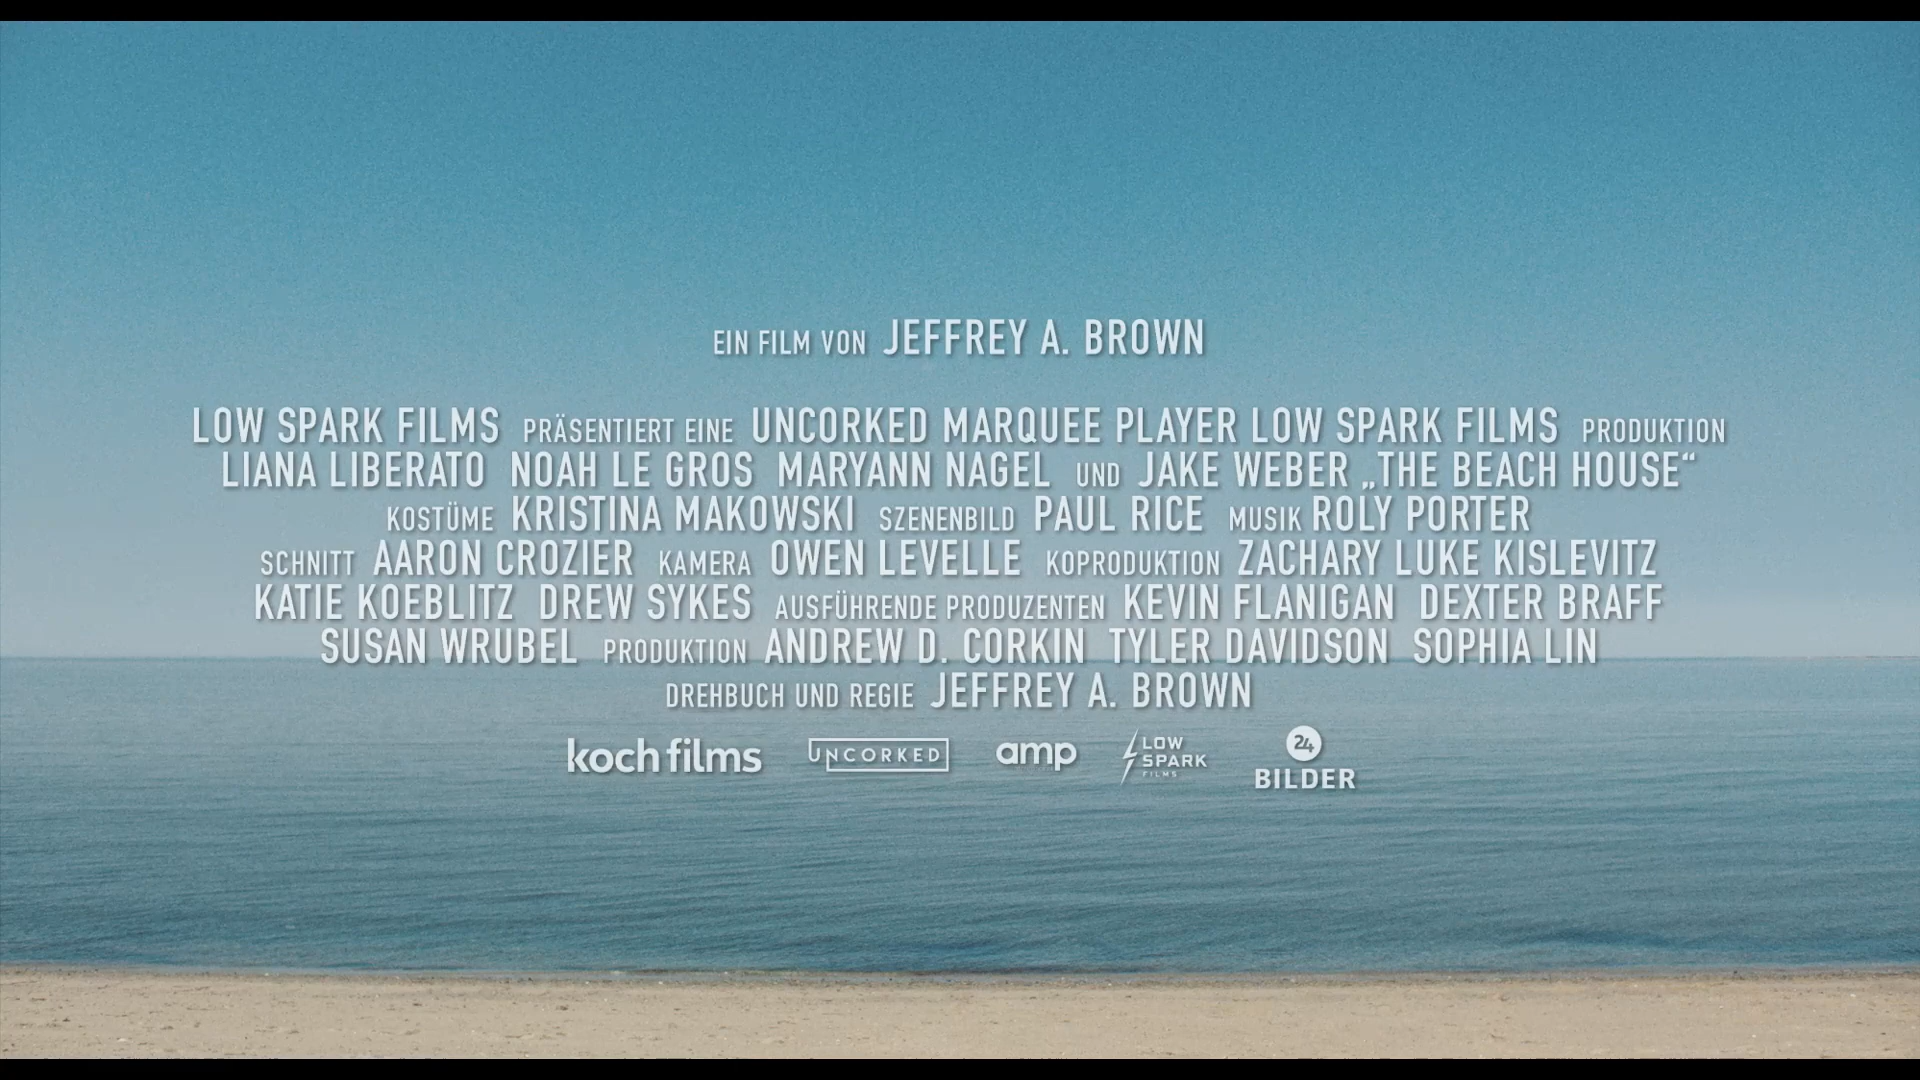 EIN FILM VON JEFFREY A. BROWN
LOW SPARK FILMS PRÄSENTIERT EINE UNCORKED MARQUEE PLAYER LOW SPARK FILMS PRODUKTION
LIANA LIBERATO NOAH LE GROS MARYANN NAGEL UND JAKE WEBER „THE BEACH HOUSE“
KOSTÜME KRISTINA MAKOWSKI SZENENBILD PAUL RICE MUSIK ROLY PORTER
SCHNITT AARON CROZIER KAMERA OWEN LEVELLE KOPRODUKTION ZACHARY LUKE KISLEVITZ
KATIE KOEBLITZ DREW SYKES AUSFÜHRENDE PRODUZENTEN KEVIN FLANIGAN DEXTER BRAFF
SUSAN WRUBEL PRODUKTION ANDREW D. CORKIN TYLER DAVIDSON SOPHIA LIN
DREHBUCH UND REGIE JEFFREY A. BROWN
koch films
UNCORKED
amp
LOW
SPARK
FILMS
24
BILDER